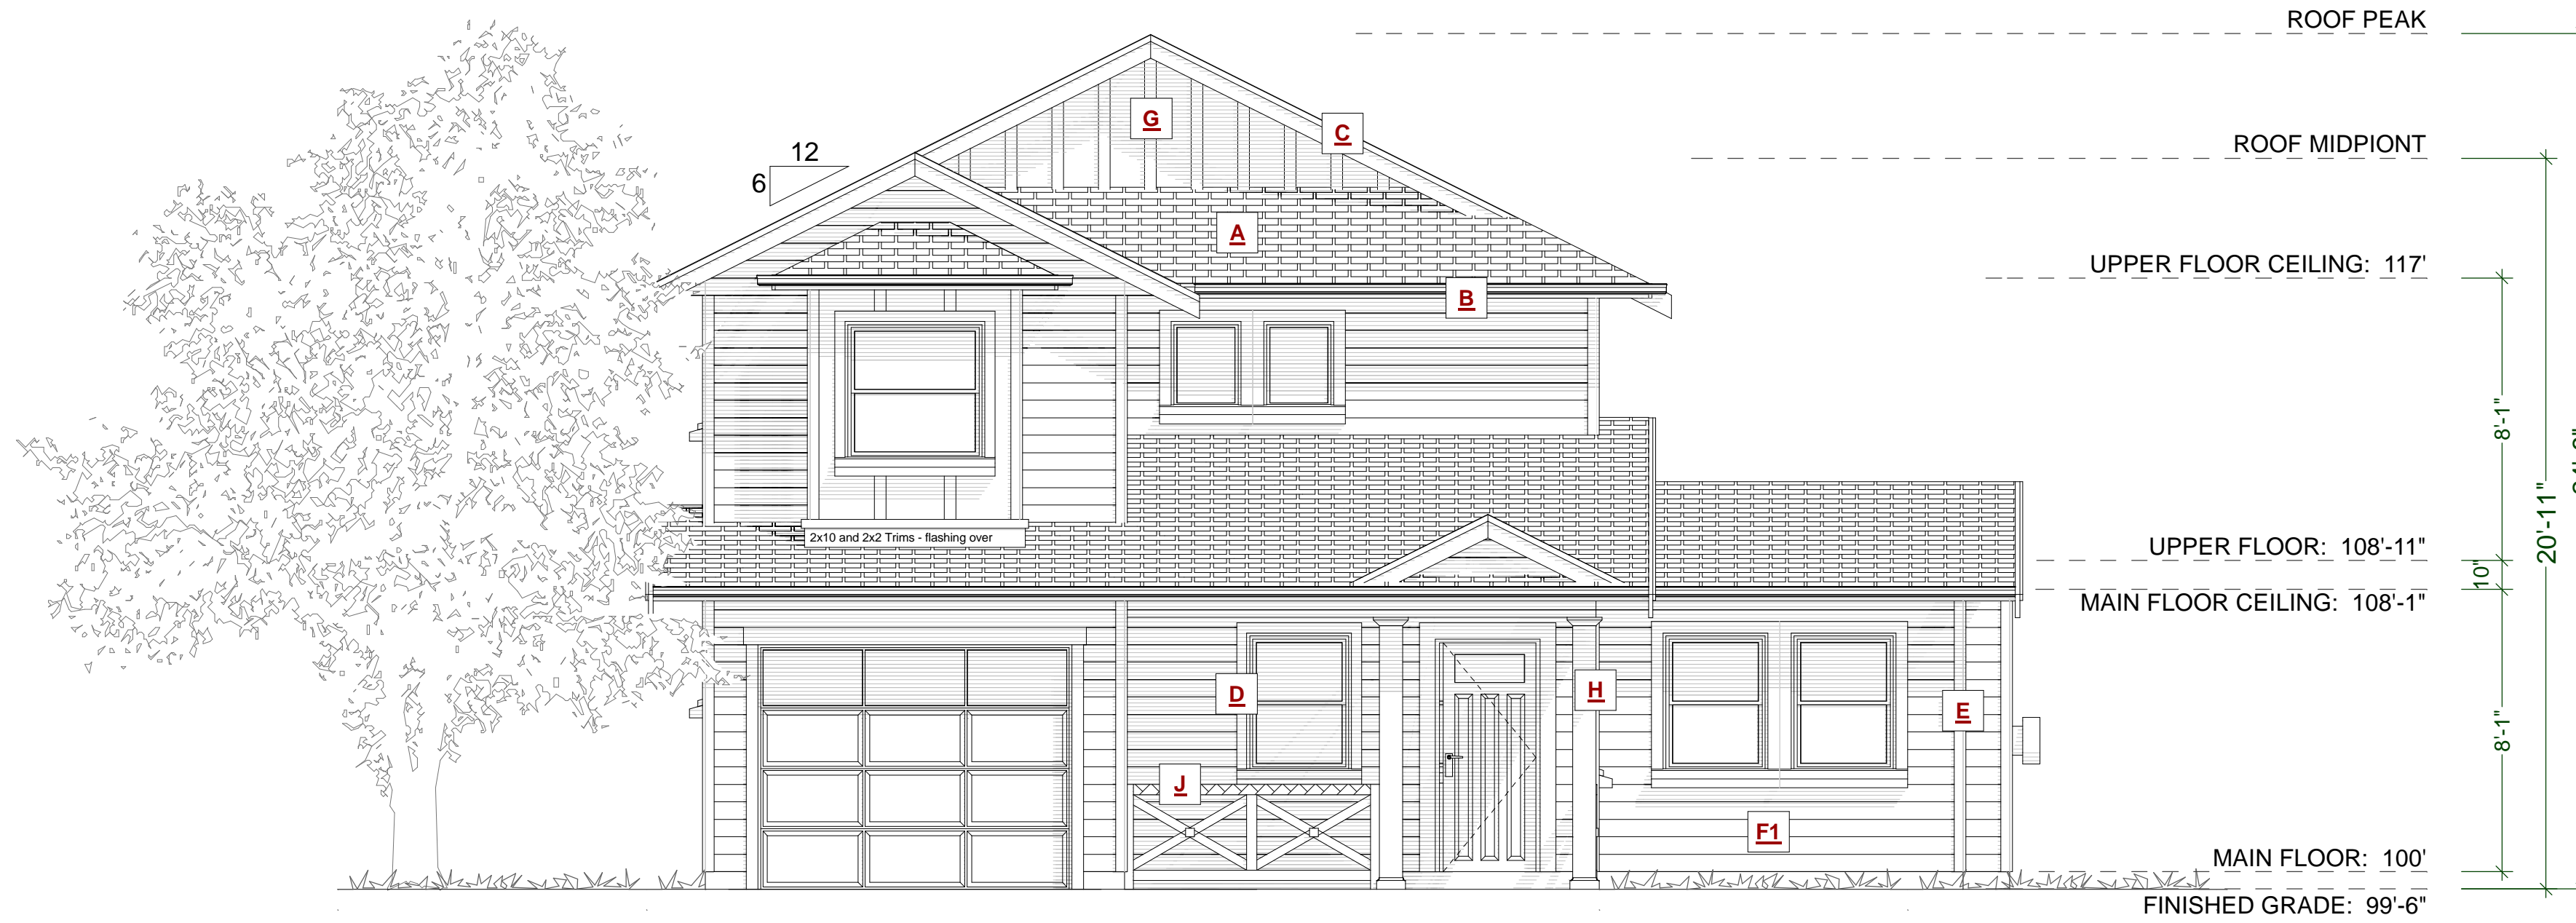 ROOF PEAK
G
C
12
6
ROOF MIDPIONT
A
UPPER FLOOR CEILING: 117'
B
8'-1"
20'-11"
2x10 and 2x2 Trims - flashing over
UPPER FLOOR: 108'-11"
10"
MAIN FLOOR CEILING: 108'-1"
D
H
E
8'-1"
J
F1
MAIN FLOOR: 100'
FINISHED GRADE: 99'-6"